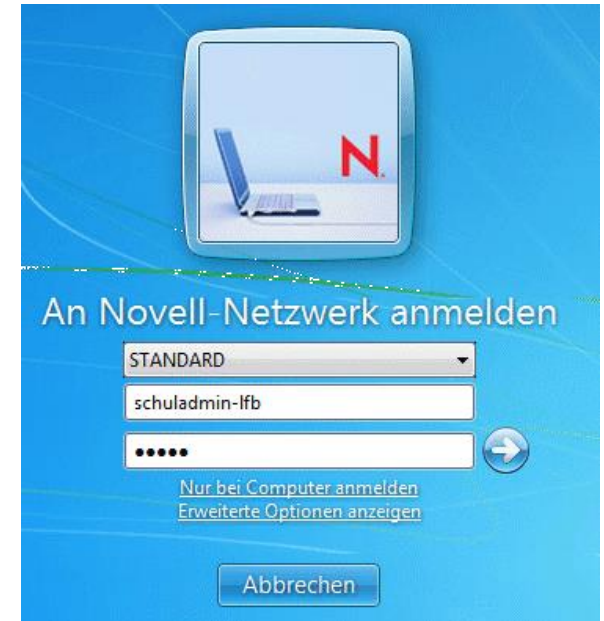 N
An Novell-Netzwerk anmelden
STANDARD
schuladmin-lfb
•••••
Nur bei Computer anmelden
Erweiterte Optionen anzeigen
Abbrechen